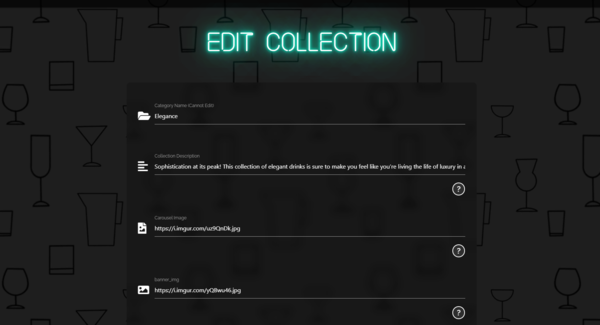 EDIT COLLECTION
Category Name (Cannot Edit)
Elegance
Collection Description
Sophistication at its peak! This collection of elegant drinks is sure to make you feel like you're living the life of luxury in
?
Carousel Image
https://i.imgur.com/uz9QnDk.jpg
?
banner_img
https://i.imgur.com/yQBwu46.jpg
?